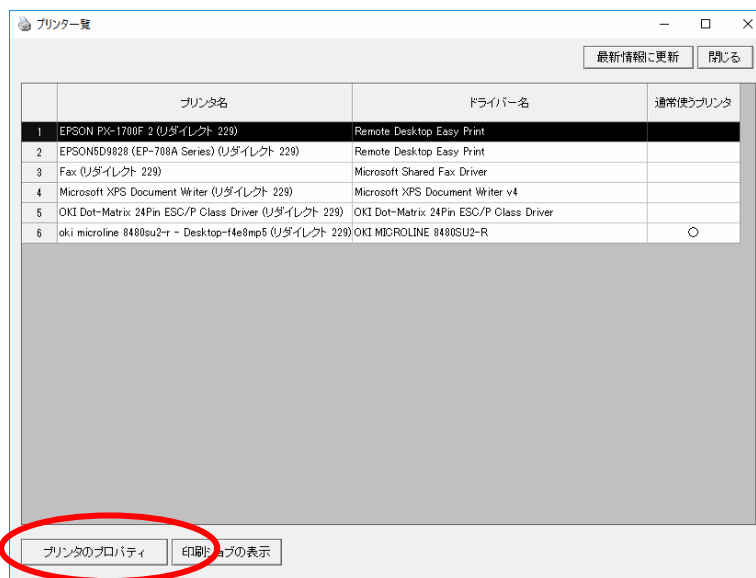 プリンタ一覧
最新情報に更新 閉じる
プリンタ名 ドライバー名 通常使うプリンタ
1 EPSON PX-1700F 2 (リダイレクト 229) Remote Desktop Easy Print
2 EPSON5D9828 (EP-708A Series) (リダイレクト 229) Remote Desktop Easy Print
3 Fax (リダイレクト 229) Microsoft Shared Fax Driver
4 Microsoft XPS Document Writer (リダイレクト 229) Microsoft XPS Document Writer v4
5 OKI Dot-Matrix 24Pin ESC/P Class Driver (リダイレクト 229) OKI Dot-Matrix 24Pin ESC/P Class Driver
6 oki microline 8480su2-r - Desktop-f4e8mp5 (リダイレクト 229) OKI MICROLINE 8480SU2-R ○
プリンタのプロパティ 印刷ジョブの表示